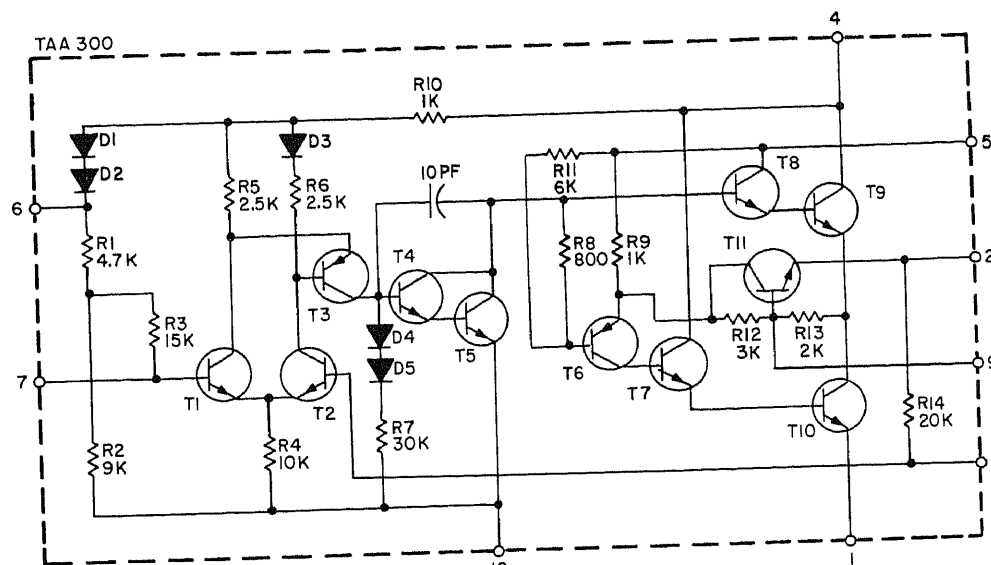 4
TAA 300
R10
1K
D1
D3
5
D2
R11
6K
T8
10PF
R5
2.5K
R6
2.5K
T9
6
R1
4.7K
R8
800
R9
1K
T11
2
T3
T4
R12
3K
R13
2K
R3
15K
D4
T5
9
7
D5
T6
T1
T2
T7
R14
20K
R7
30K
T10
R2
9K
R4
10K